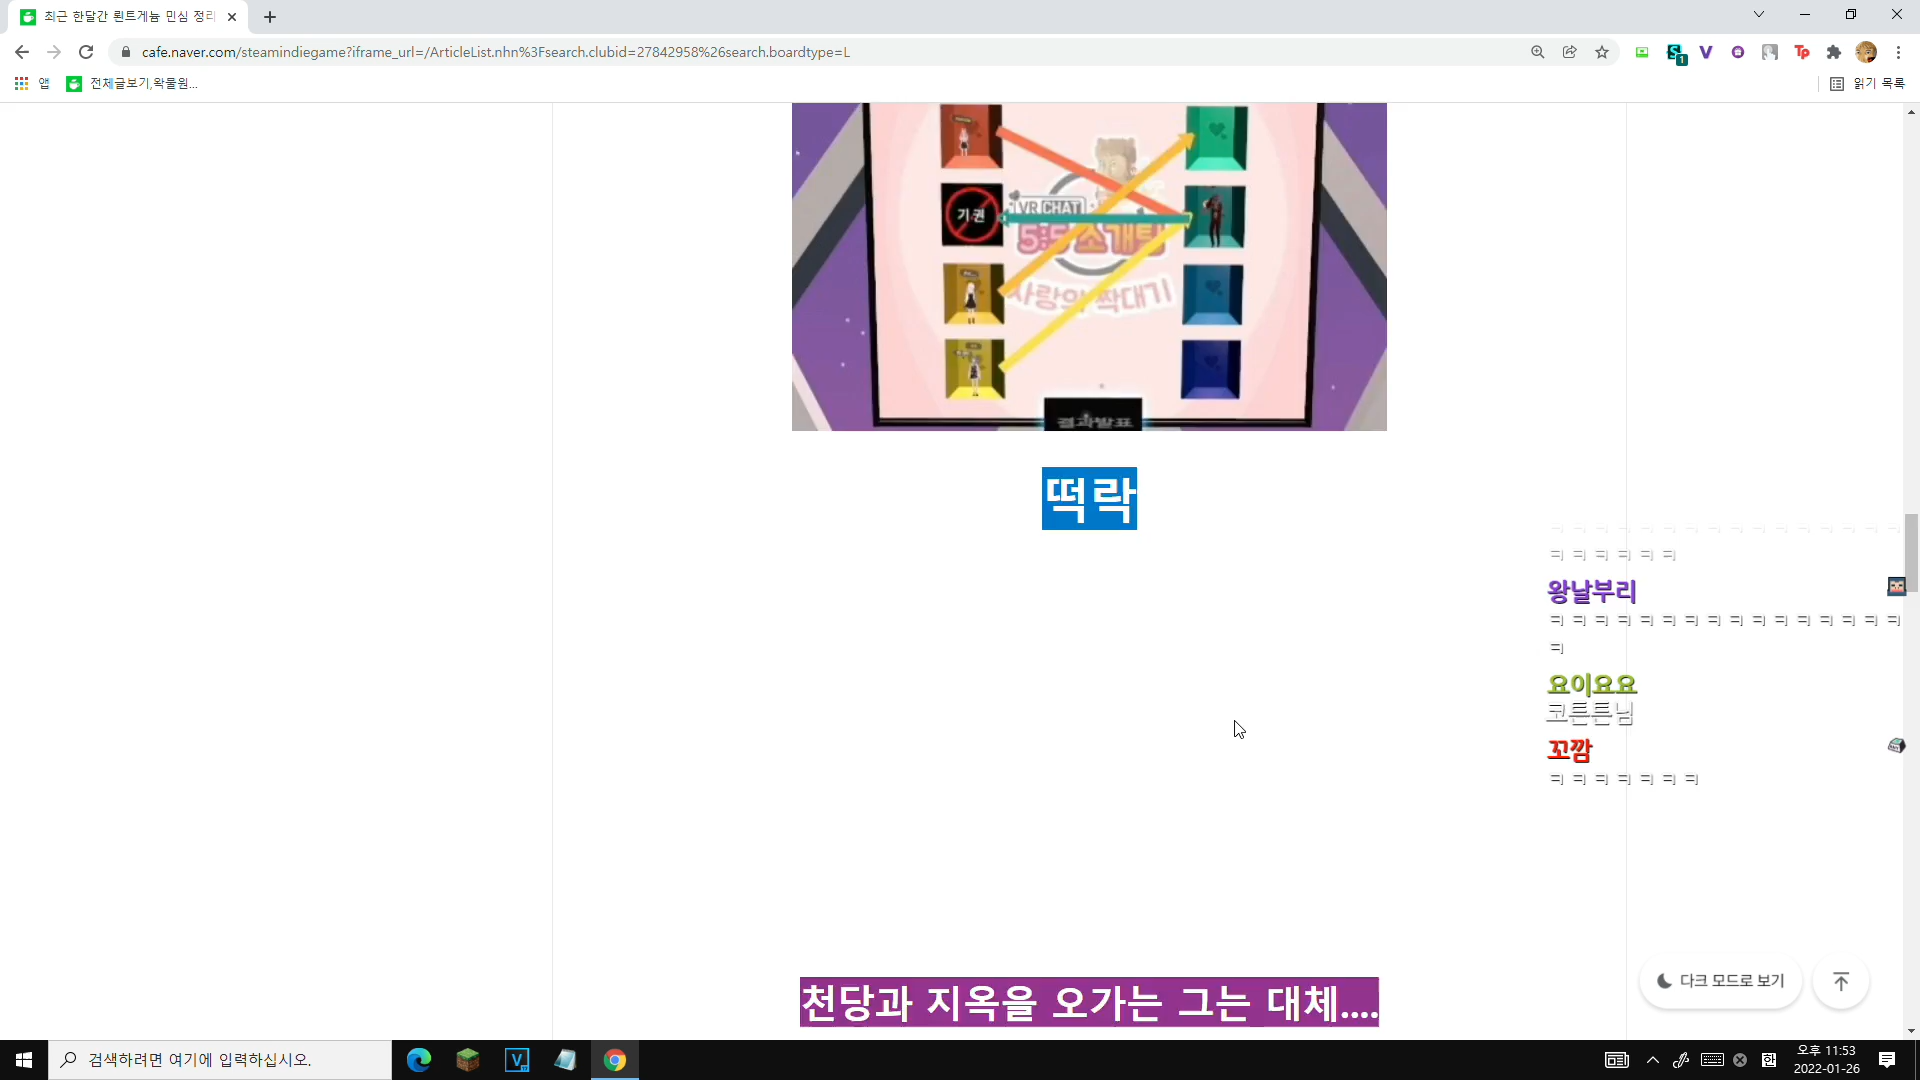 최근 한달간 뢴트게늄 민심 정리
cafe.naver.com/steamindiegame?iframe_url=/ArticleList.nhn%3Fsearch.clubid=27842958%26search.boardtype=L
1
V
Tp
앱
전체글보기,왁물원...
읽기 목록
기권
VR CHAT
5:5 소개팅
사랑의 짝대기
결과발표
떡락
ㅋㅋㅋㅋㅋㅋㅋㅋㅋㅋㅋㅋㅋㅋㅋㅋ
ㅋㅋㅋㅋㅋㅋ
왕날부리
ㅋㅋㅋㅋㅋㅋㅋㅋㅋㅋㅋㅋㅋㅋㅋㅋ
ㅋ
요이요요
코튼튼님
꼬깜
ㅋㅋㅋㅋㅋㅋㅋ
다크 모드로 보기
천당과 지옥을 오가는 그는 대체....
검색하려면 여기에 입력하십시오.
V
한
오후 11:53
2022-01-26